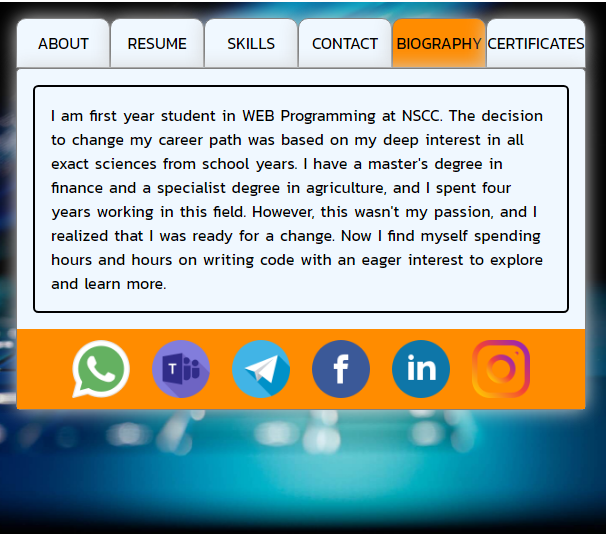 ABOUT RESUME SKILLS CONTACT BIOGRAPHY CERTIFICATES
I am first year student in WEB Programming at NSCC. The decision
to change my career path was based on my deep interest in all
exact sciences from school years. I have a master's degree in
finance and a specialist degree in agriculture, and I spent four
years working in this field. However, this wasn't my passion, and I
realized that I was ready for a change. Now I find myself spending
hours and hours on writing code with an eager interest to explore
and learn more.
T f in